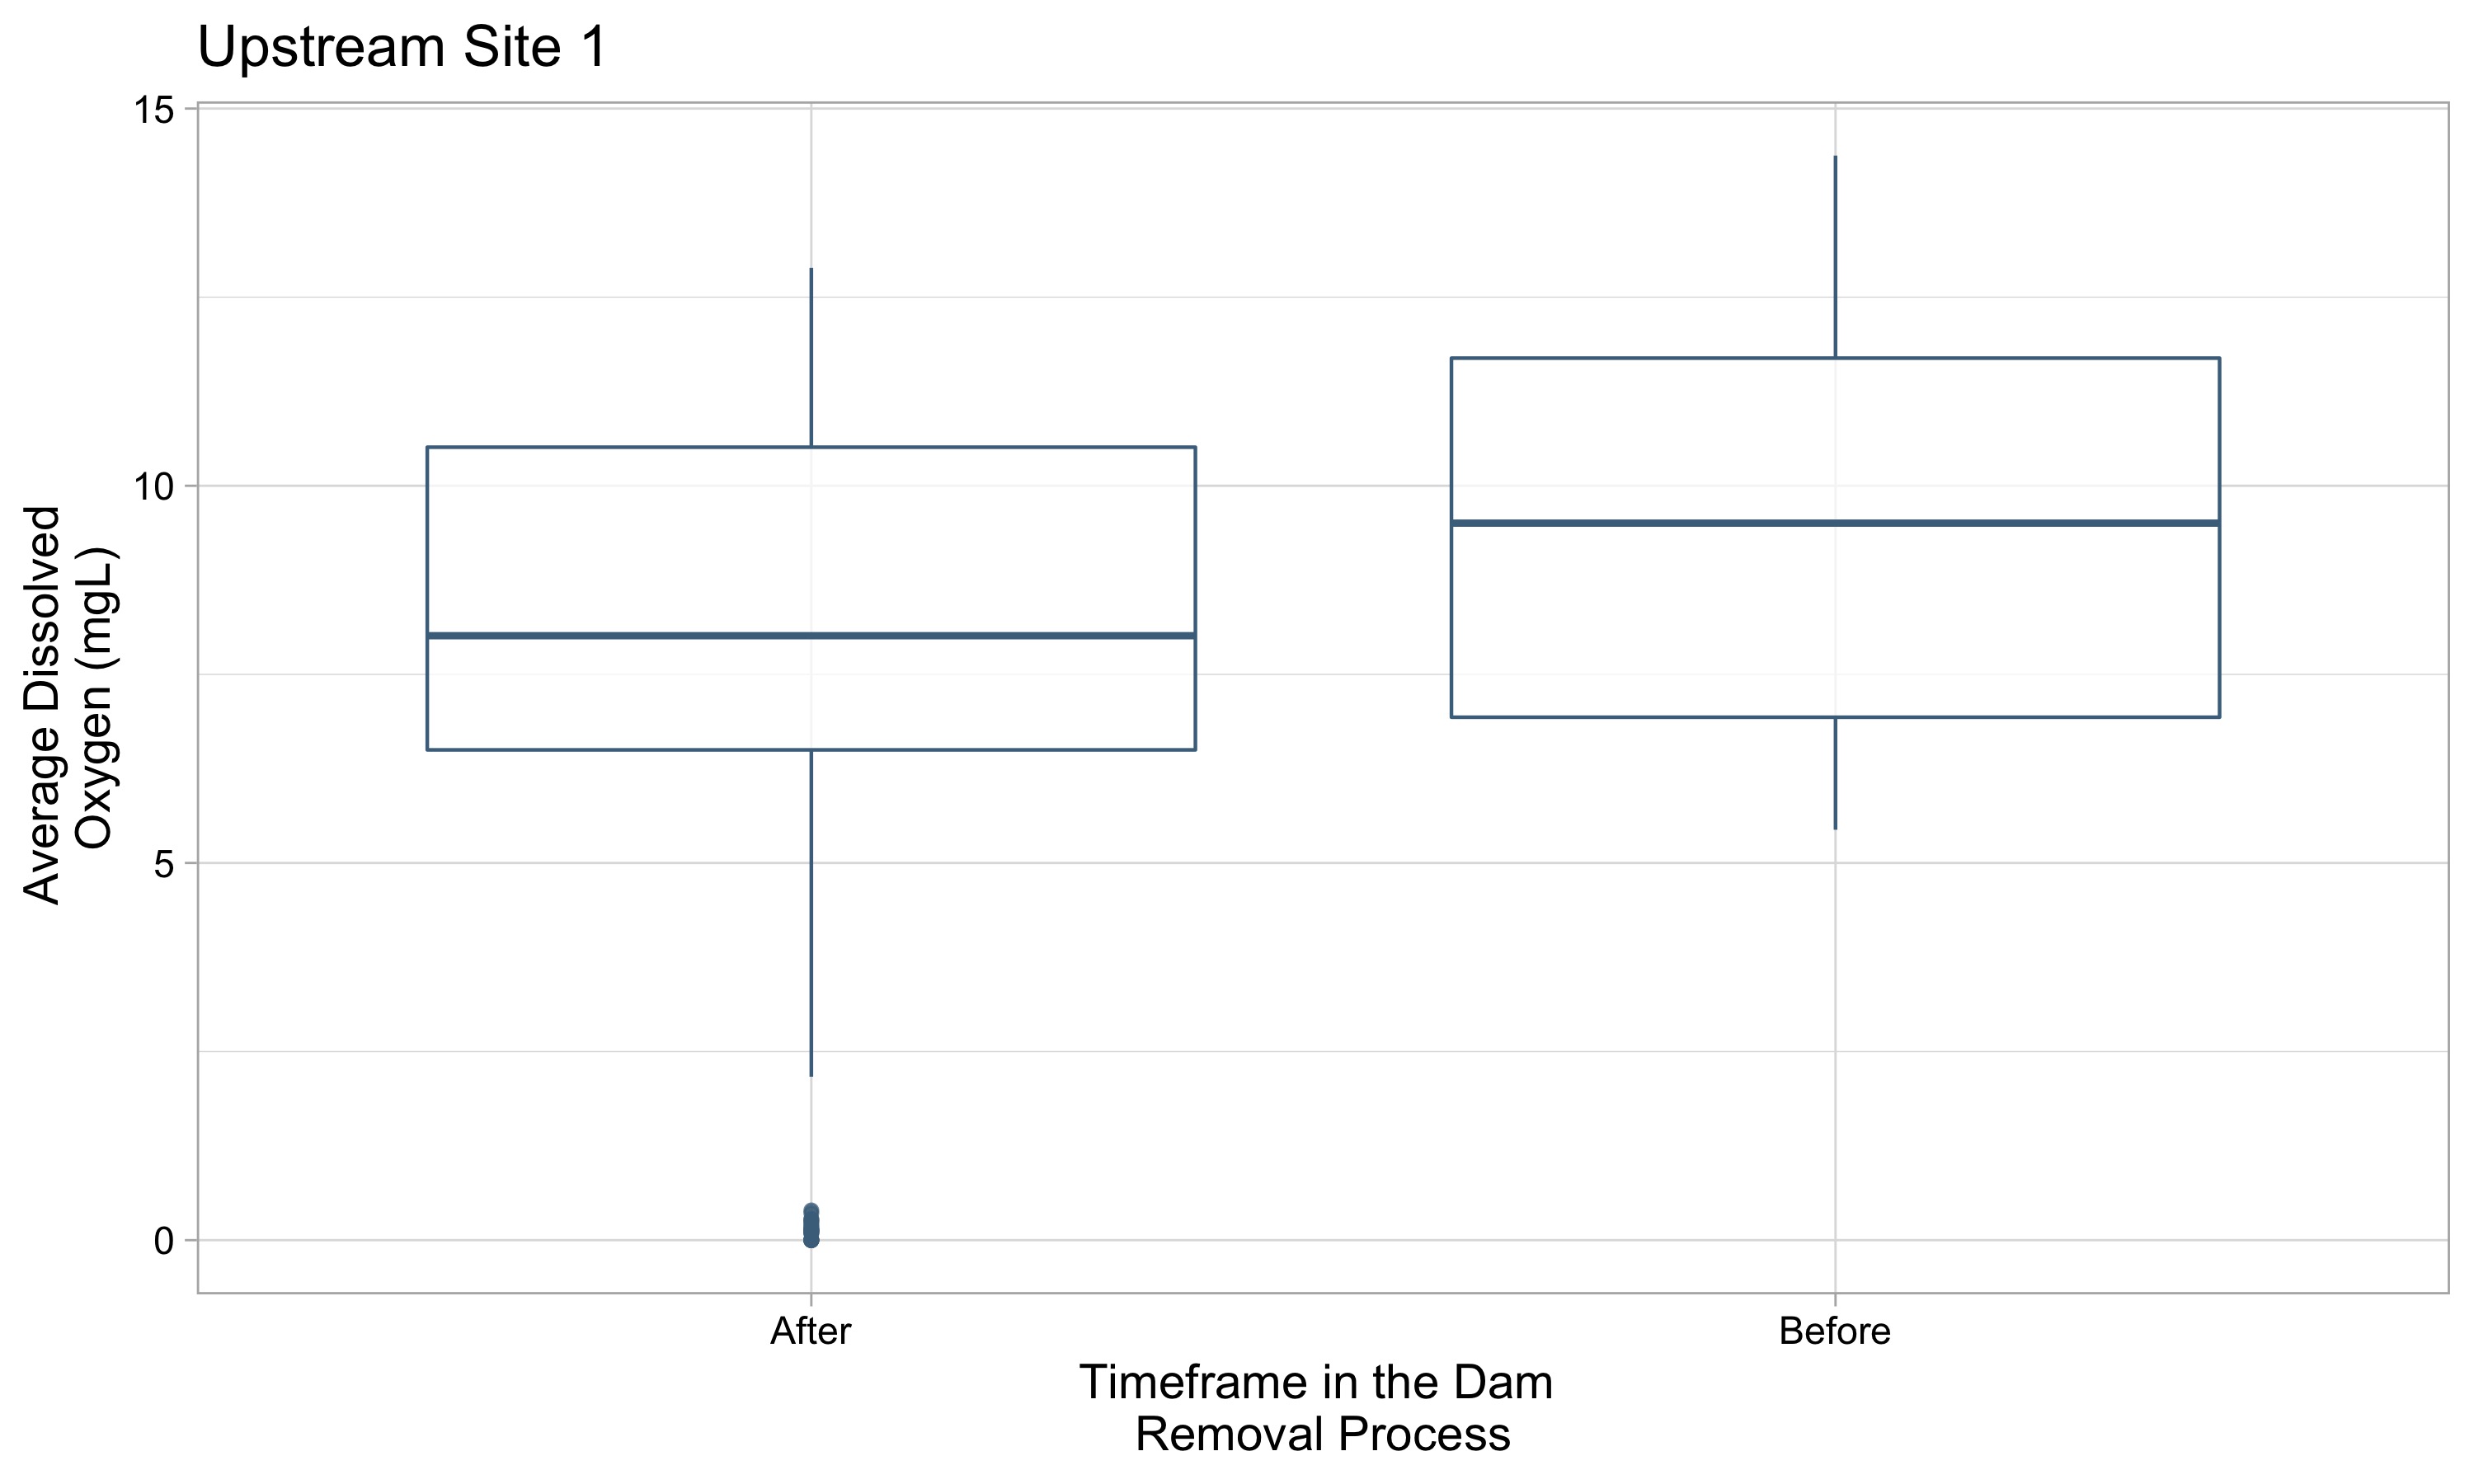 Upstream Site 1
15
10
5
0
Average Dissolved
Oxygen (mgL)
After
Before
Timeframe in the Dam
Removal Process